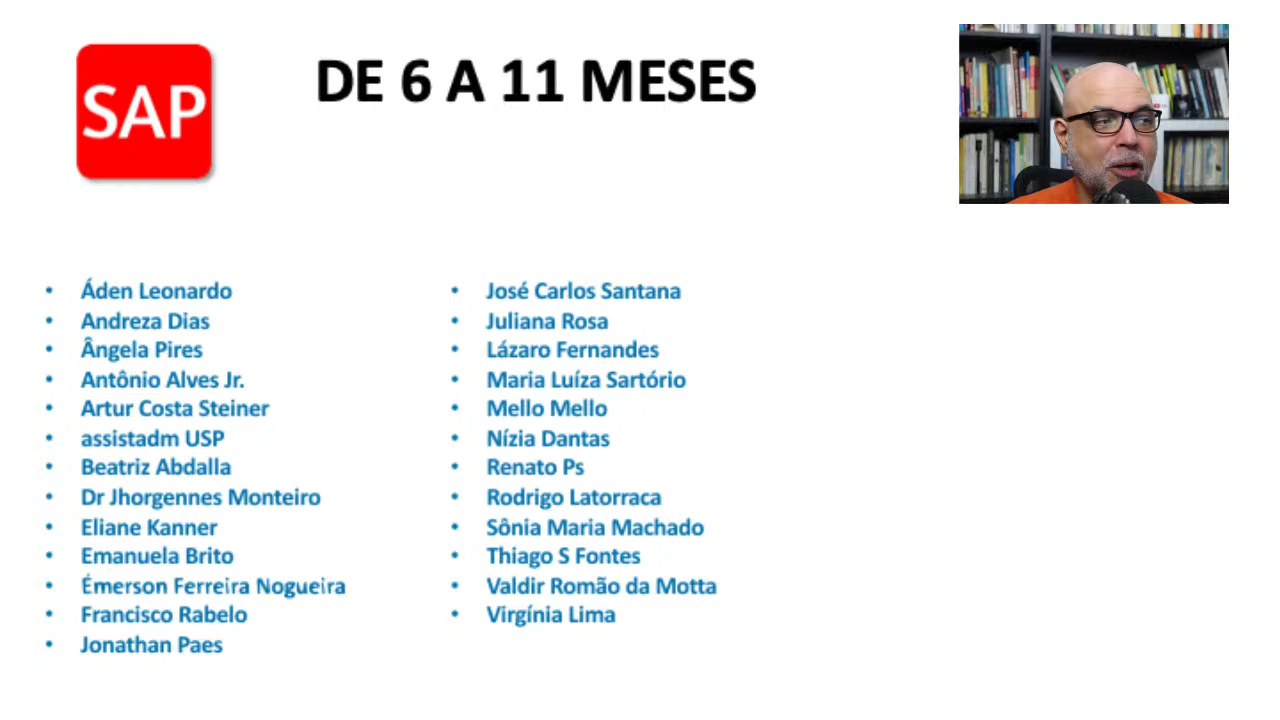 SAP
DE 6 A 11 MESES
Áden Leonardo
Andreza Dias
Ângela Pires
Antônio Alves Jr.
Artur Costa Steiner
assistadm USP
Beatriz Abdalla
Dr Jhorgennes Monteiro
Eliane Kanner
Emanuela Brito
Émerson Ferreira Nogueira
Francisco Rabelo
Jonathan Paes
José Carlos Santana
Juliana Rosa
Lázaro Fernandes
Maria Luíza Sartório
Mello Mello
Nízia Dantas
Renato Ps
Rodrigo Latorraca
Sônia Maria Machado
Thiago S Fontes
Valdir Romão da Motta
Virgínia Lima